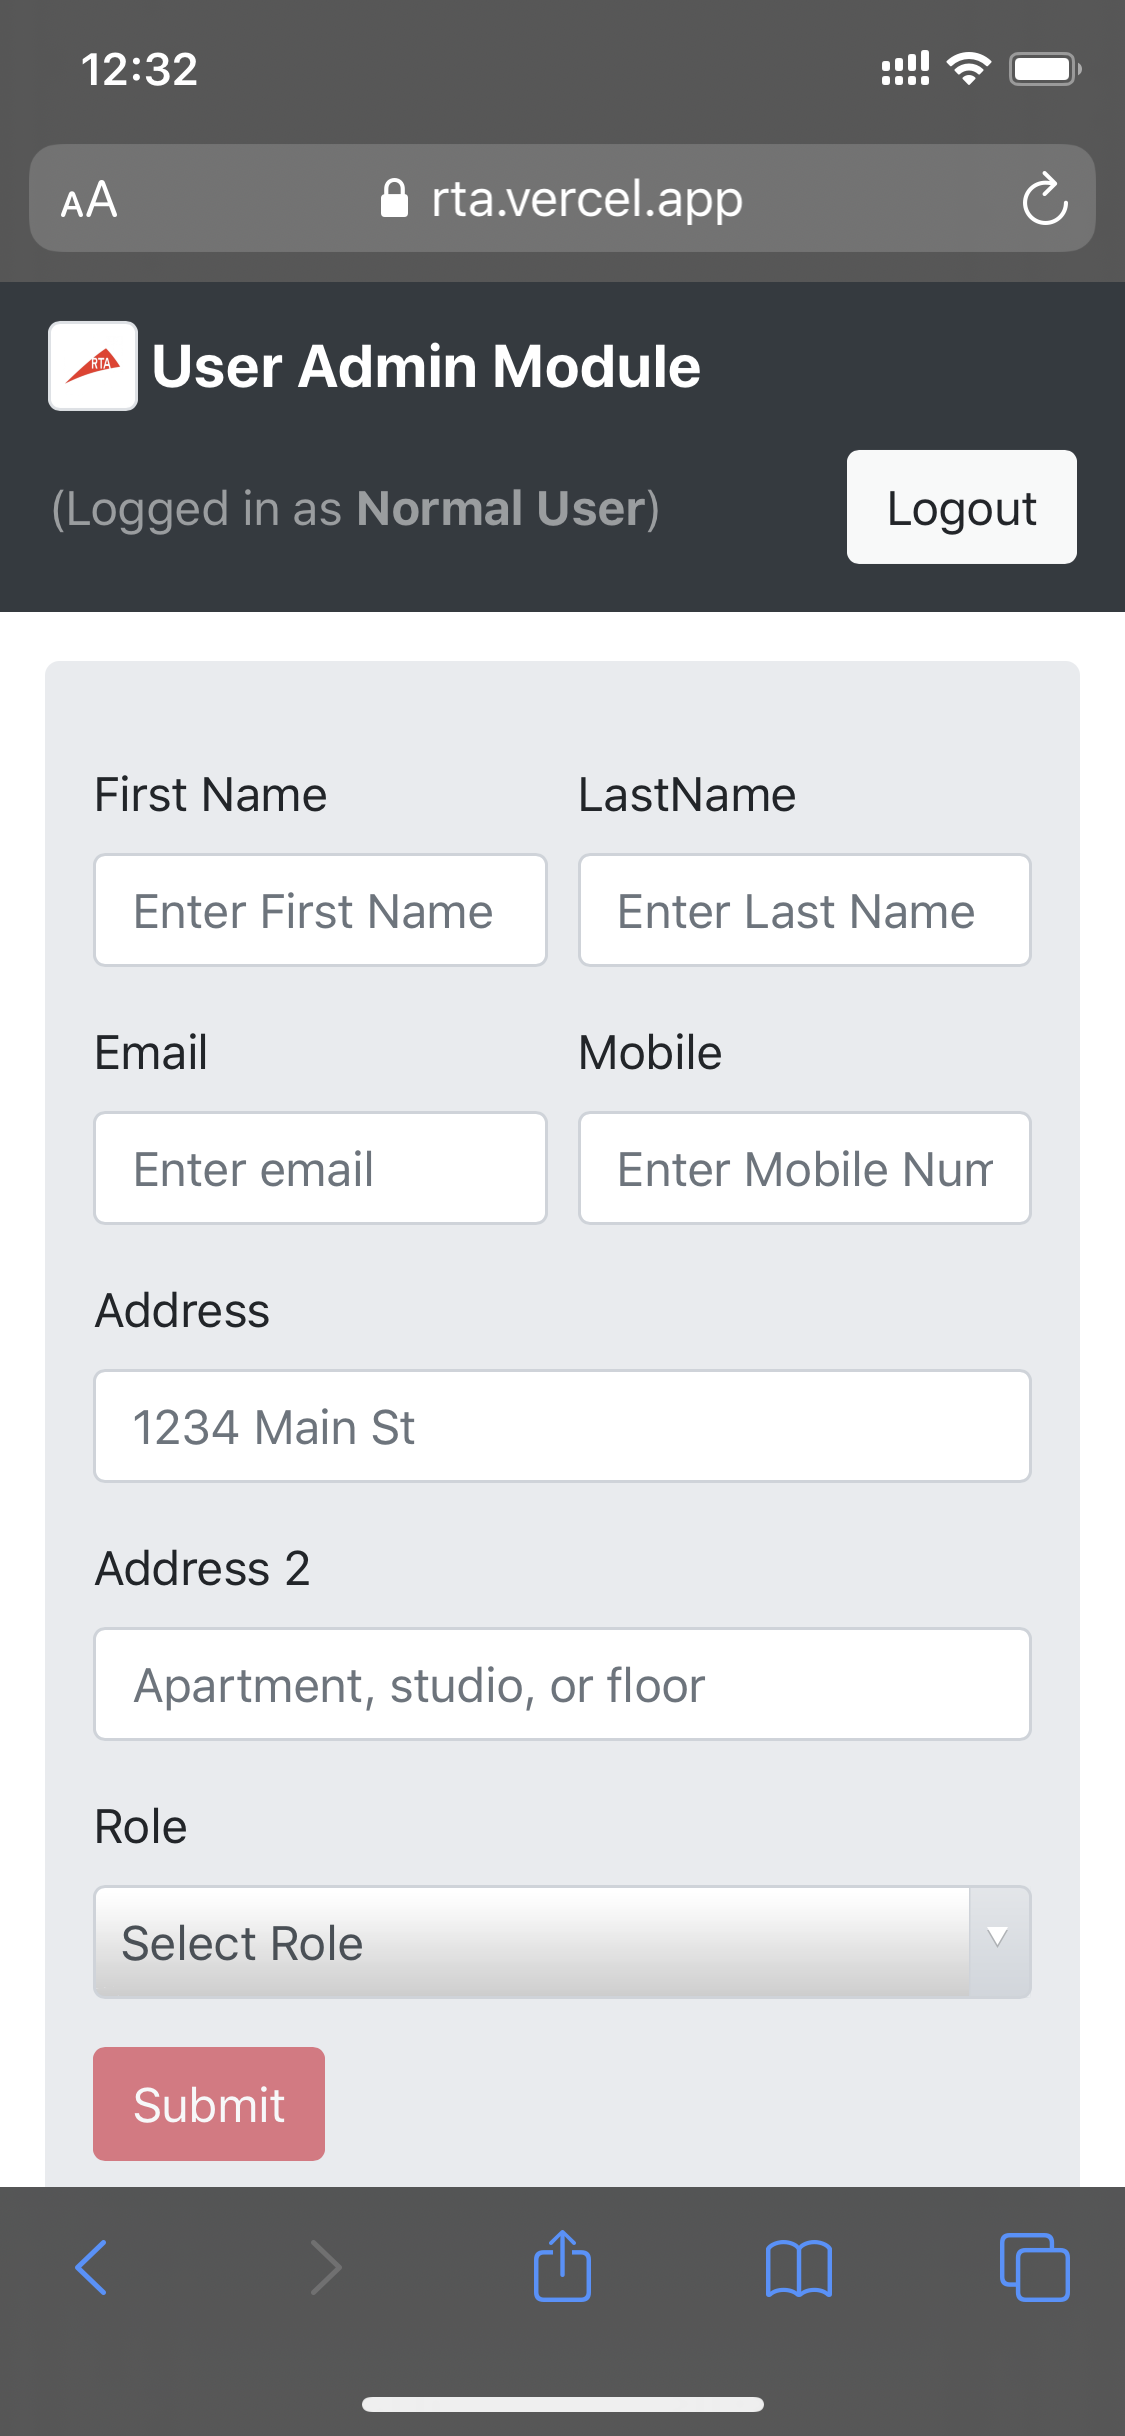 12:32
AA rta.vercel.app
RTA User Admin Module
(Logged in as Normal User) Logout
First Name LastName
Enter First Name Enter Last Name
Email Mobile
Enter email Enter Mobile Num
Address
1234 Main St
Address 2
Apartment, studio, or floor
Role
Select Role
Submit